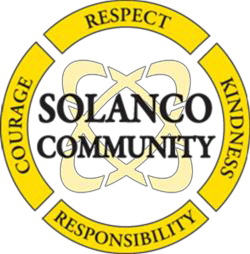 RESPECT
COURAGE
SOLANCO
COMMUNITY
KINDNESS
RESPONSIBILITY